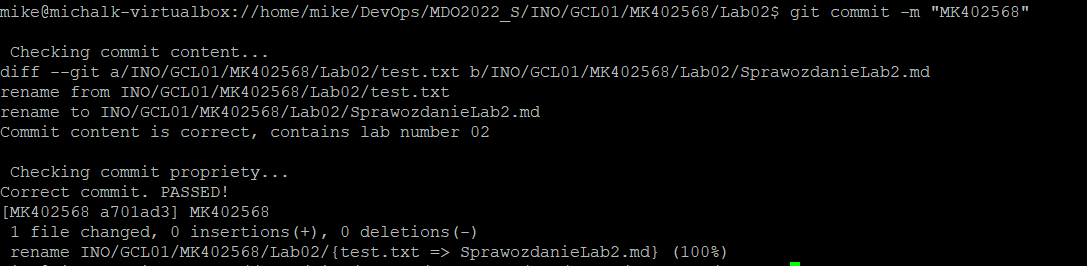 mike@michalk-virtualbox://home/mike/DevOps/MDO2022_S/INO/GCL01/MK402568/Lab02$ git commit -m "MK402568"
Checking commit content...
diff --git a/INO/GCL01/MK402568/Lab02/test.txt b/INO/GCL01/MK402568/Lab02/SprawozdanieLab2.md
rename from INO/GCL01/MK402568/Lab02/test.txt
rename to INO/GCL01/MK402568/Lab02/SprawozdanieLab2.md
Commit content is correct, contains lab number 02
Checking commit propriety...
Correct commit. PASSED!
[MK402568 a701ad3] MK402568
1 file changed, 0 insertions(+), 0 deletions(-)
rename INO/GCL01/MK402568/Lab02/{test.txt => SprawozdanieLab2.md} (100%)